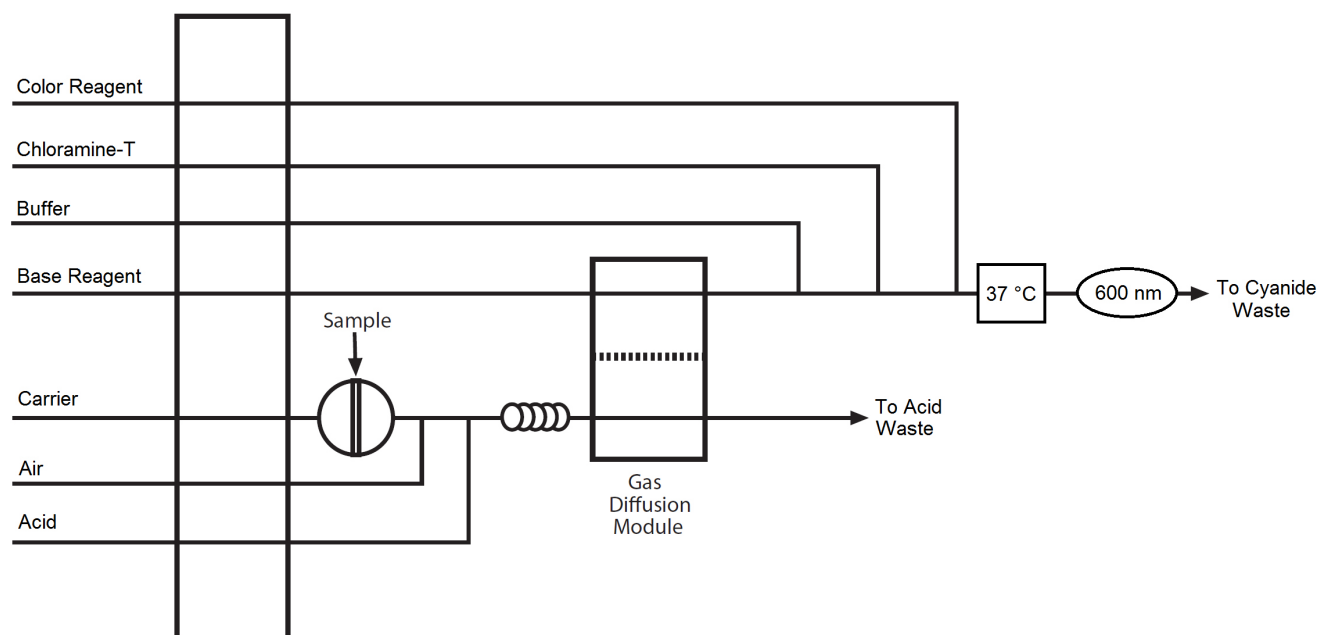 Color Reagent
Chloramine-T
Buffer
Base Reagent
37 °C
600 nm
To Cyanide
Waste
Sample
Carrier
To Acid
Waste
Air
Gas
Diffusion
Module
Acid